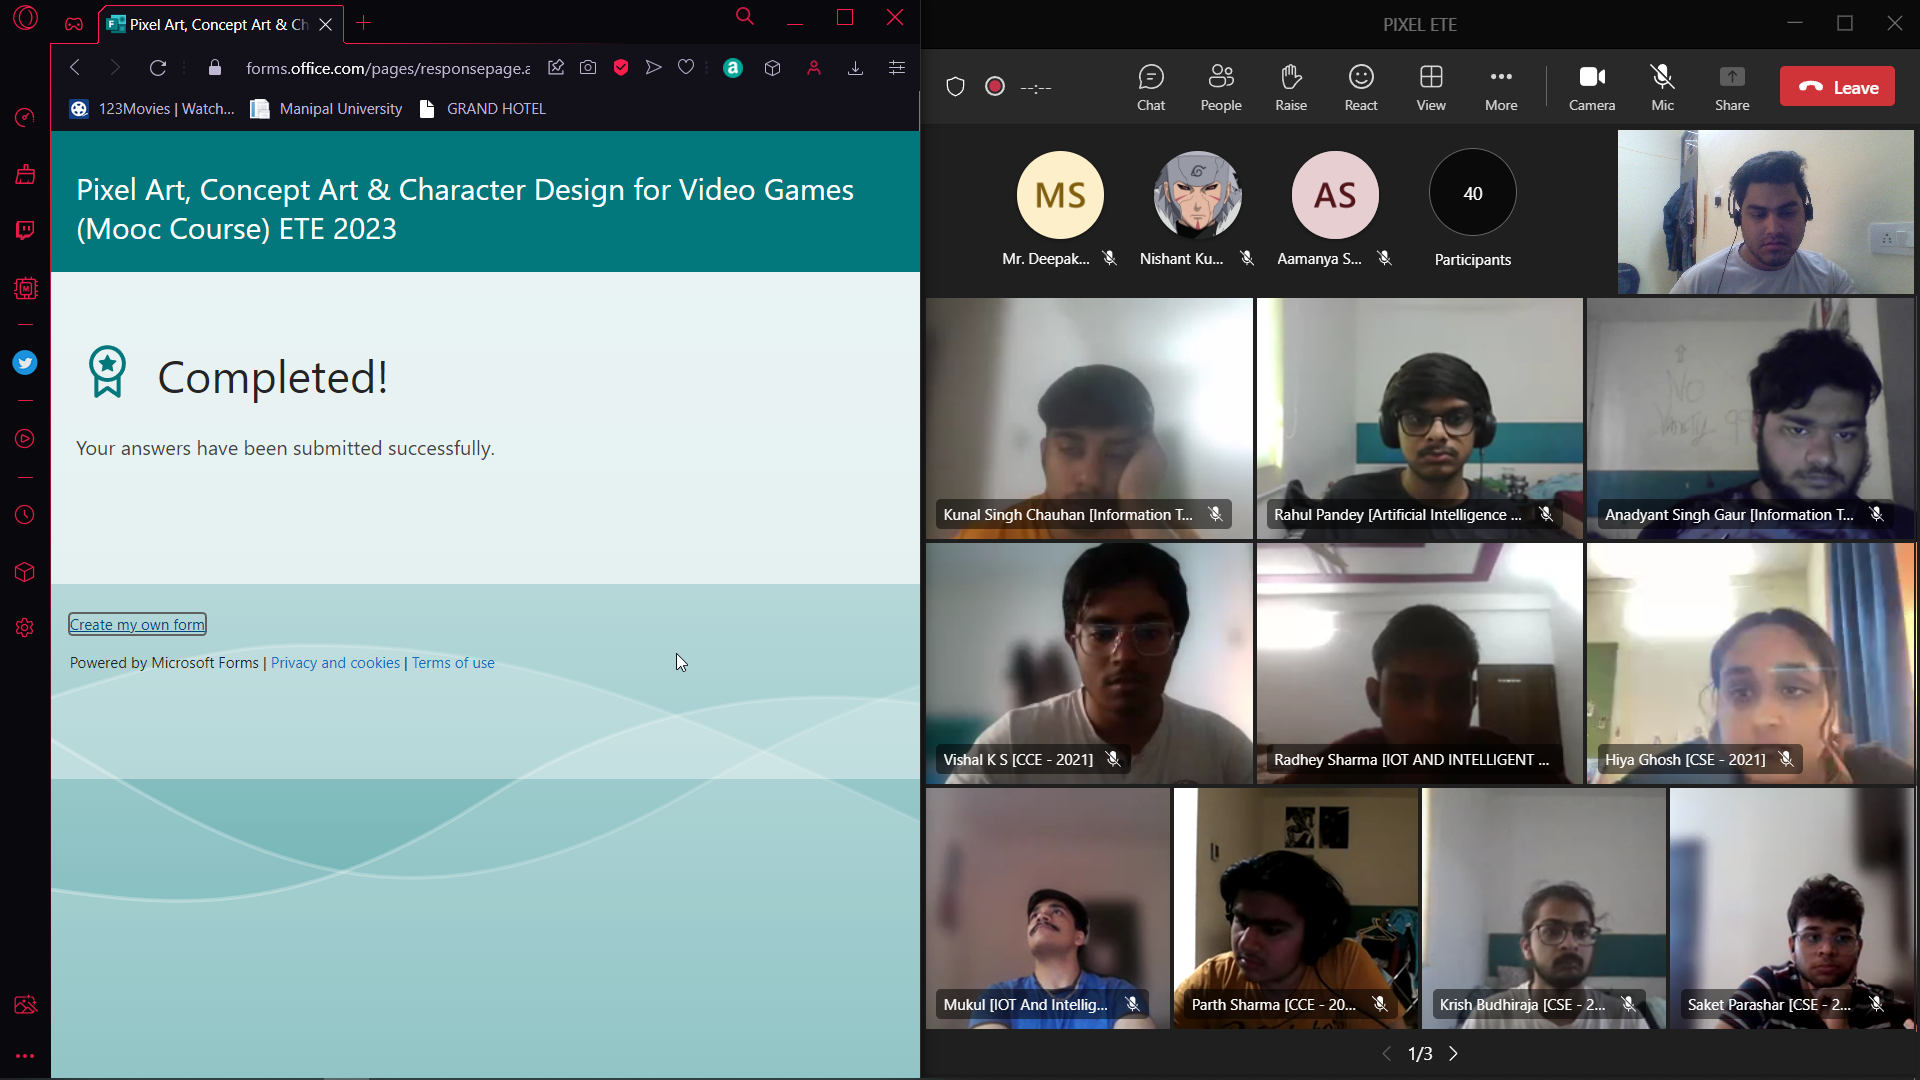 Pixel Art, Concept Art & Ch
forms.office.com/pages/responsepage.a
123Movies | Watch...
Manipal University
GRAND HOTEL
Pixel Art, Concept Art & Character Design for Video Games
(Mooc Course) ETE 2023
Completed!
Your answers have been submitted successfully.
Create my own form
Powered by Microsoft Forms | Privacy and cookies | Terms of use
PIXEL ETE
--:--
Chat
People
Raise
React
View
More
Camera
Mic
Share
Leave
MS
AS
40
Mr. Deepak...
Nishant Ku...
Aamanya S...
Participants
NO
Kunal Singh Chauhan [Information T...
Rahul Pandey [Artificial Intelligence ...
Anadyant Singh Gaur [Information T...
Vishal K S [CCE - 2021]
Radhey Sharma [IOT AND INTELLIGENT ...
Hiya Ghosh [CSE - 2021]
Mukul [IOT And Intellig...
Parth Sharma [CCE - 20...
Krish Budhiraja [CSE - 2...
Saket Parashar [CSE - 2...
1/3